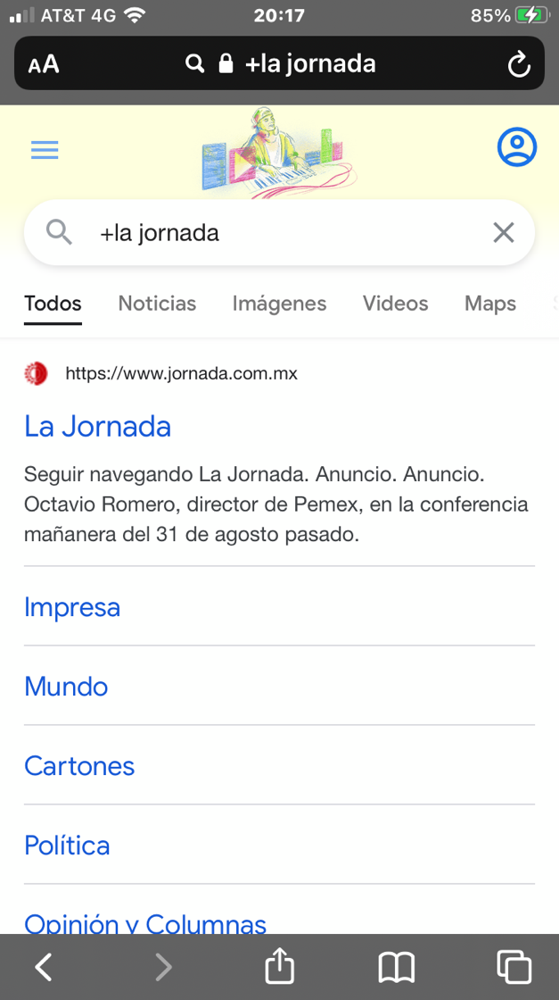 AT&T 4G 20:17 85%
AA +la jornada
+la jornada
Todos Noticias Imágenes Videos Maps
https://www.jornada.com.mx
La Jornada
Seguir navegando La Jornada. Anuncio. Anuncio.
Octavio Romero, director de Pemex, en la conferencia
mañanera del 31 de agosto pasado.
Impresa
Mundo
Cartones
Política
Opinión y Columnas